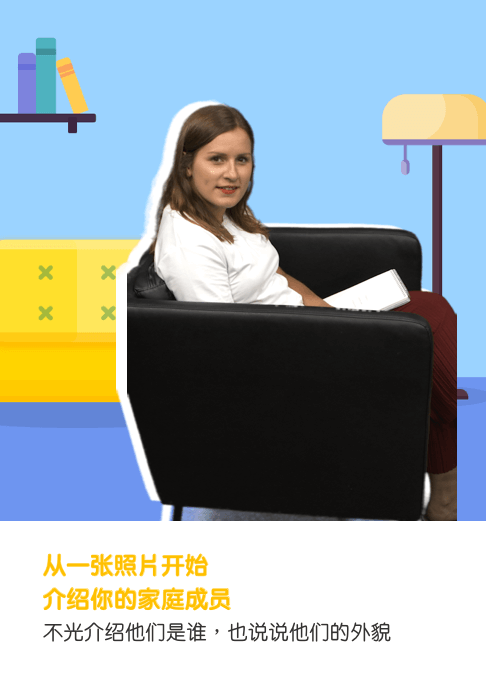 从一张照片开始
介绍你的家庭成员
不光介绍他们是谁，也说说他们的外貌